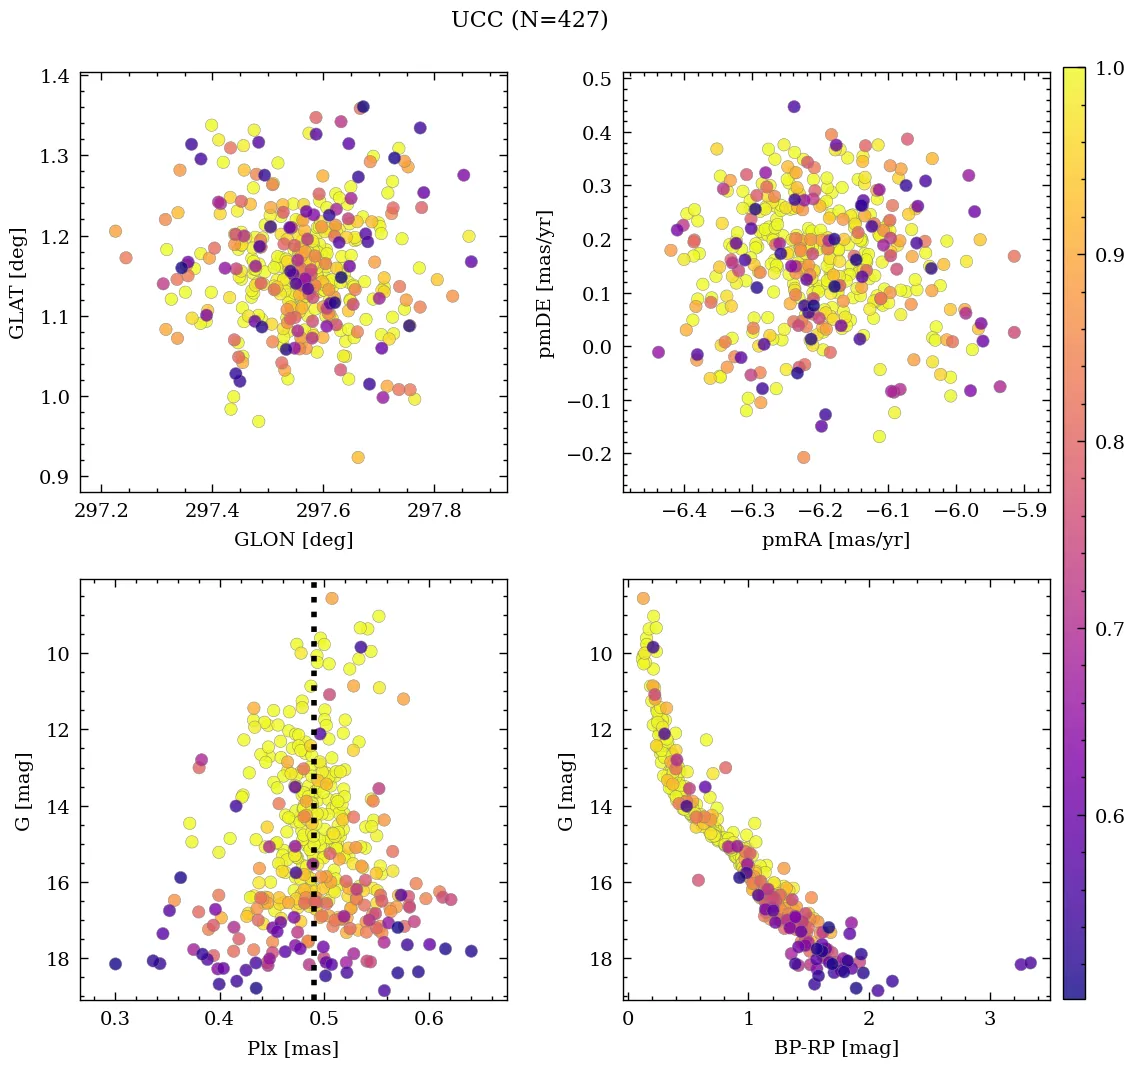 UCC (N=427)
1.4
1.3
1.2
1.1
1.0
0.9
GLAT [deg]
297.2 297.4 297.6 297.8
GLON [deg]
0.5
0.4
0.3
0.2
0.1
0.0
−0.1
−0.2
pmDE [mas/yr]
−6.4 −6.3 −6.2 −6.1 −6.0 −5.9
pmRA [mas/yr]
1.0
0.9
0.8
0.7
0.6
10
12
14
16
18
G [mag]
0.3 0.4 0.5 0.6
Plx [mas]
10
12
14
16
18
G [mag]
0 1 2 3
BP-RP [mag]